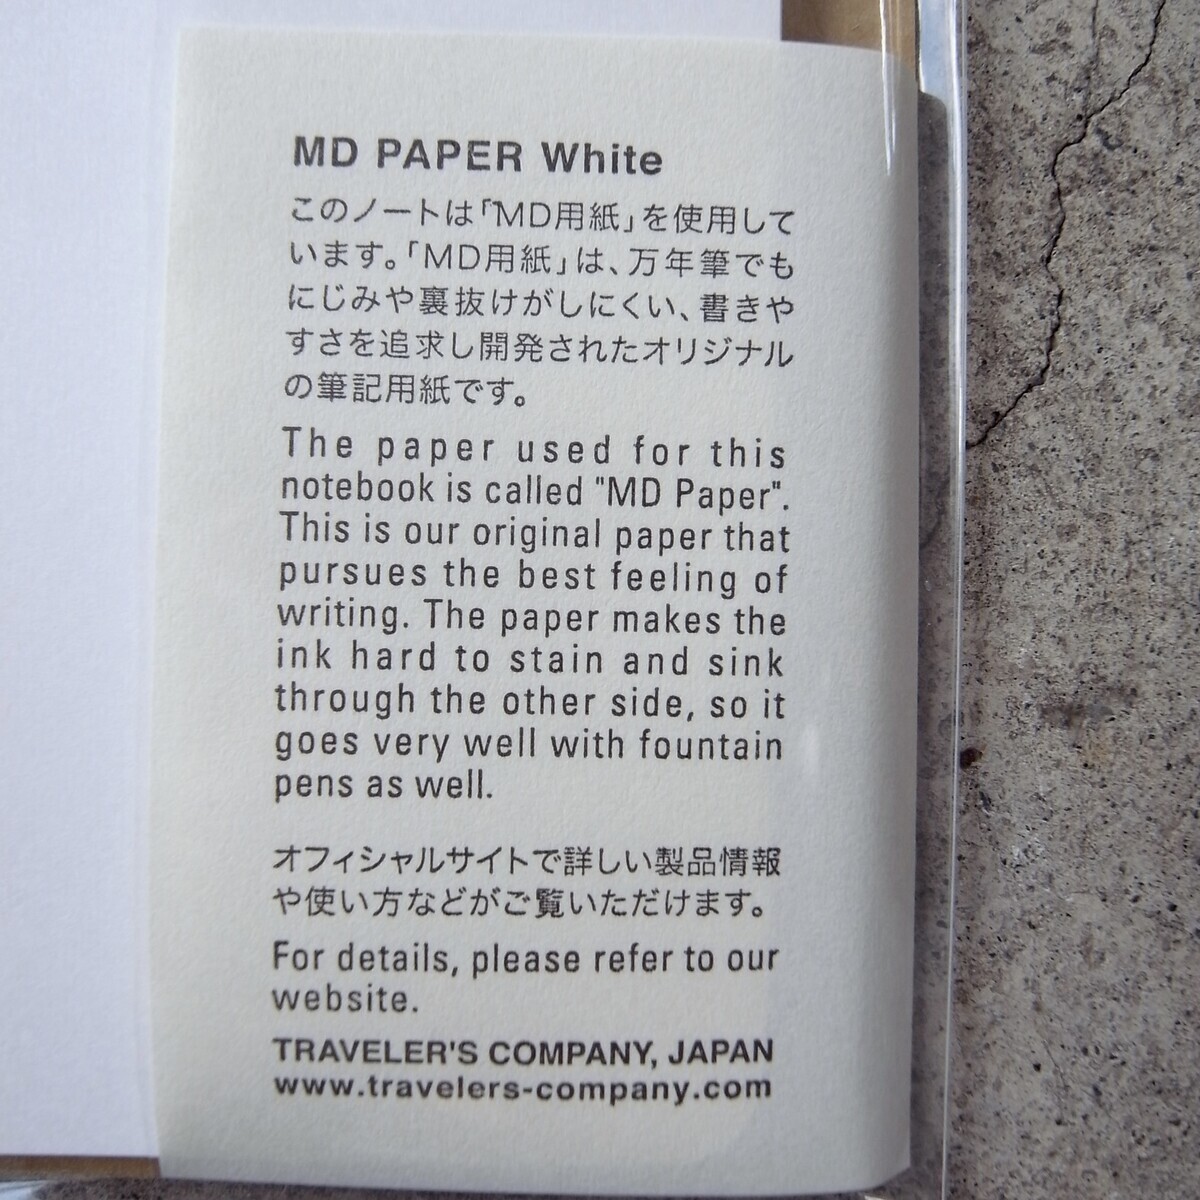 MD PAPER White
このノートは「MD用紙」を使用して
います。「MD用紙」は、万年筆でも
にじみや裏抜けがしにくい、書きや
すさを追求し開発されたオリジナル
の筆記用紙です。
The paper used for this
notebook is called "MD Paper".
This is our original paper that
pursues the best feeling of
writing. The paper makes the
ink hard to stain and sink
through the other side, so it
goes very well with fountain
pens as well.
オフィシャルサイトで詳しい製品情報
や使い方などがご覧いただけます。
For details, please refer to our
website.
TRAVELER'S COMPANY, JAPAN
www.travelers-company.com